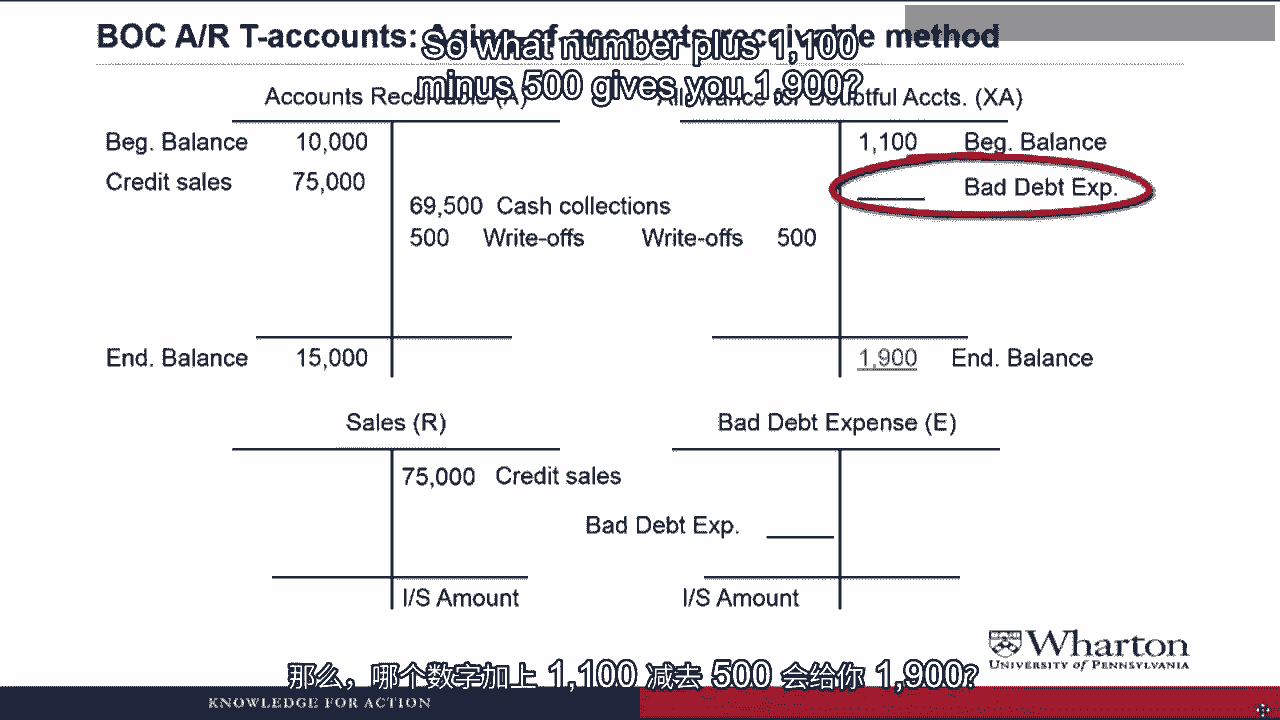 BOC A/R T-accounts: Aging of accounts receivable method
So what number plus 1,100
minus 500 gives you 1,900?
Accounts Receivable (A)
Allowance for Doubtful Accts. (XA)
Beg. Balance 10,000
1,100 Beg. Balance
Credit sales 75,000
Bad Debt Exp.
69,500 Cash collections
500 Write-offs
Write-offs 500
End. Balance 15,000
1,900 End. Balance
Sales (R)
Bad Debt Expense (E)
75,000 Credit sales
Bad Debt Exp.
I/S Amount
I/S Amount
Wharton
UNIVERSITY of PENNSYLVANIA
那么，哪个数字加上 1,100 减去 500 会给你 1,900？
KNOWLEDGE FOR ACTION